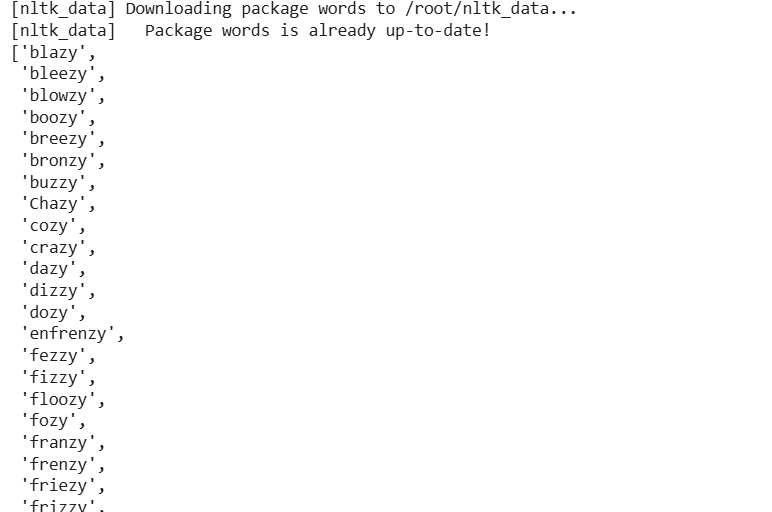 [nltk_data] Downloading package words to /root/nltk_data...
[nltk_data]   Package words is already up-to-date!
['blazy',
 'bleezy',
 'blowzy',
 'boozy',
 'breezy',
 'bronzy',
 'buzzy',
 'Chazy',
 'cozy',
 'crazy',
 'dazy',
 'dizzy',
 'dozy',
 'enfrenzy',
 'fezzy',
 'fizzy',
 'floozy',
 'fozy',
 'franzy',
 'frenzy',
 'friezy',
 'frizzy',